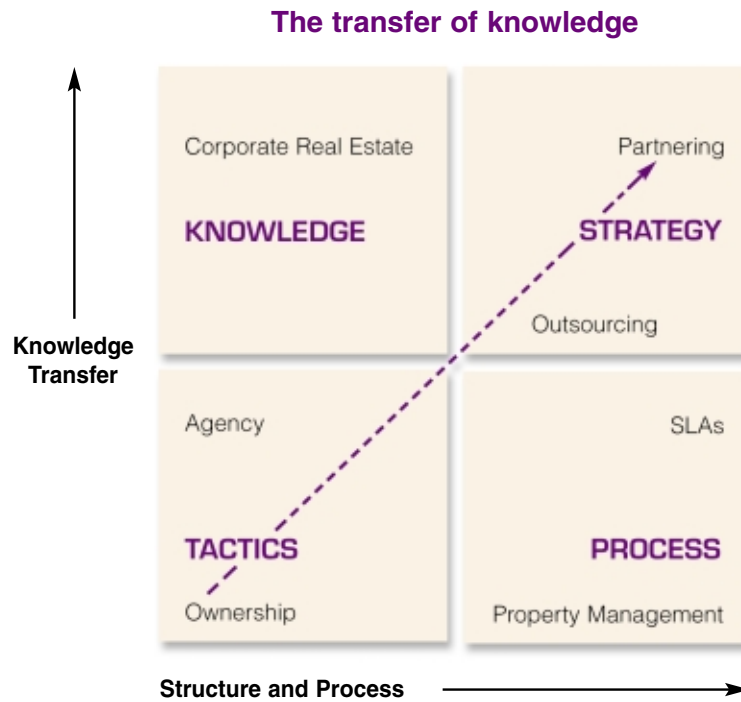 The transfer of knowledge
Corporate Real Estate
KNOWLEDGE
Partnering
STRATEGY
Outsourcing
Knowledge
Transfer
Agency
TACTICS
Ownership
SLAs
PROCESS
Property Management
Structure and Process